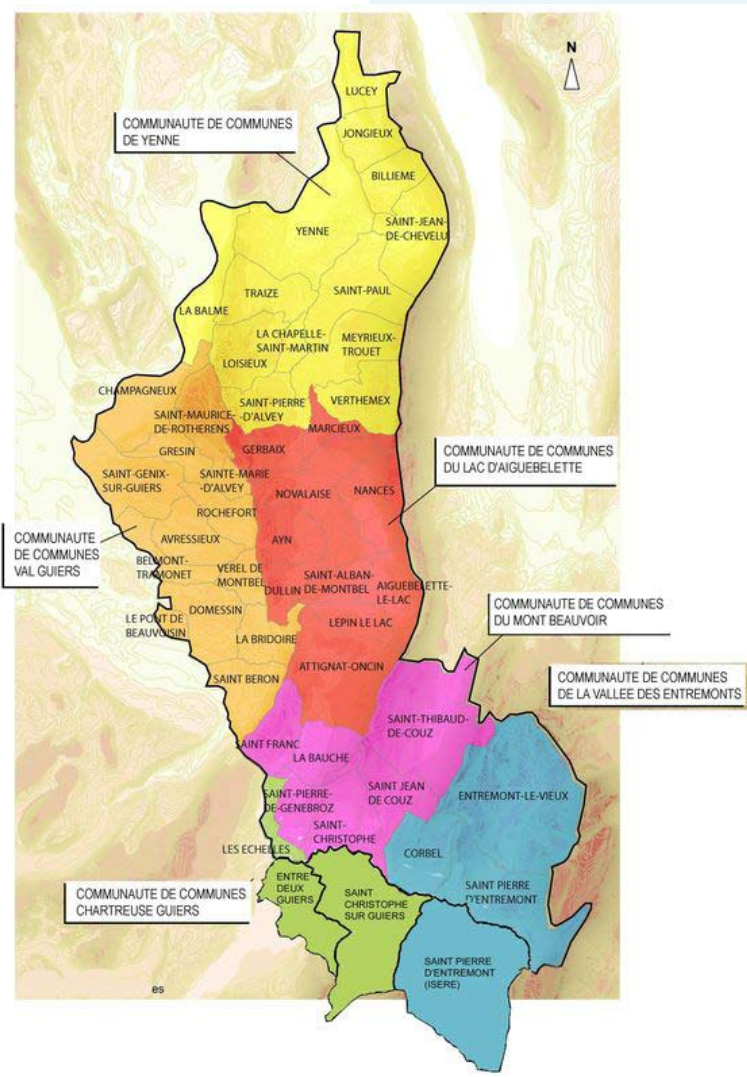 N
LUCEY
COMMUNAUTE DE COMMUNES
DE YENNE
JONGIEUX
BILLIEME
YENNE
SAINT-JEAN-
DE-CHEVELU
TRAIZE
SAINT-PAUL
LA BALME
LA CHAPELLE-
SAINT-MARTIN
MEYRIEUX-
TROUET
LOISIEUX
CHAMPAGNEUX
SAINT-PIERRE
-D'ALVEY
VERTHEMEX
SAINT-MAURICE-
DE-ROTHERENS
MARCIEUX
GERBAIX
GRESIN
COMMUNAUTE DE COMMUNES
DU LAC D'AIGUEBELETTE
SAINT-GENIX-
SUR-GUIERS
SAINTE-MARIE
-D'ALVEY
NOVALAISE
NANCES
ROCHEFORT
COMMUNAUTE
DE COMMUNES
VAL GUIERS
AVRESSIEUX
AYN
BELMONT-
TRAMONET
VEREL DE
MONTBEL
DULLIN
SAINT-ALBAN-
DE-MONTBEL
AIGUEBELETTE-
LE-LAC
COMMUNAUTE DE COMMUNES
DU MONT BEAUVOIR
DOMESSIN
LE PONT DE
BEAUVOISIN
LEPIN LE LAC
LA BRIDOIRE
ATTIGNAT-ONCIN
SAINT BERON
COMMUNAUTE DE COMMUNES
DE LA VALLEE DES ENTREMONTS
SAINT-THIBAUD-
DE-COUZ
SAINT FRANC
LA BAUCHE
SAINT-PIERRE-
DE-GENEBROZ
SAINT JEAN
DE COUZ
ENTREMONT-LE-VIEUX
SAINT-
CHRISTOPHE
LES ECHELLES
CORBEL
COMMUNAUTE DE COMMUNES
CHARTREUSE GUIERS
ENTRE
DEUX
GUIERS
SAINT
CHRISTOPHE
SUR GUIERS
SAINT PIERRE
D'ENTREMONT
SAINT PIERRE
D'ENTREMONT
(ISERE)
es